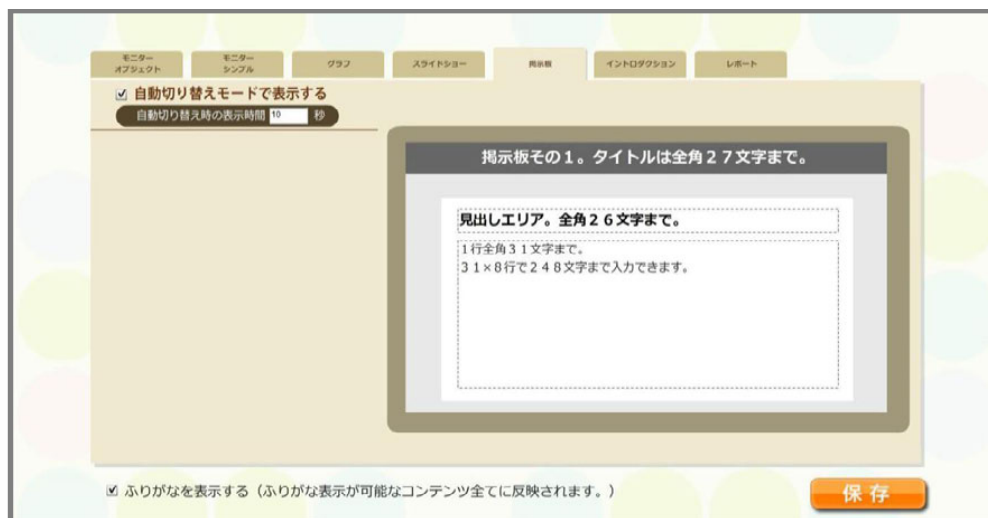 モニター
オブジェクト
モニター
シンプル
グラフ
スライドショー
掲示板
イントロダクション
レポート
自動切り替えモードで表示する
自動切り替え時の表示時間 10 秒
掲示板その1。タイトルは全角27文字まで。
見出しエリア。全角26文字まで。
1行全角31文字まで。
31×8行で248文字まで入力できます。
ふりがなを表示する（ふりがな表示が可能なコンテンツ全てに反映されます。）
保存